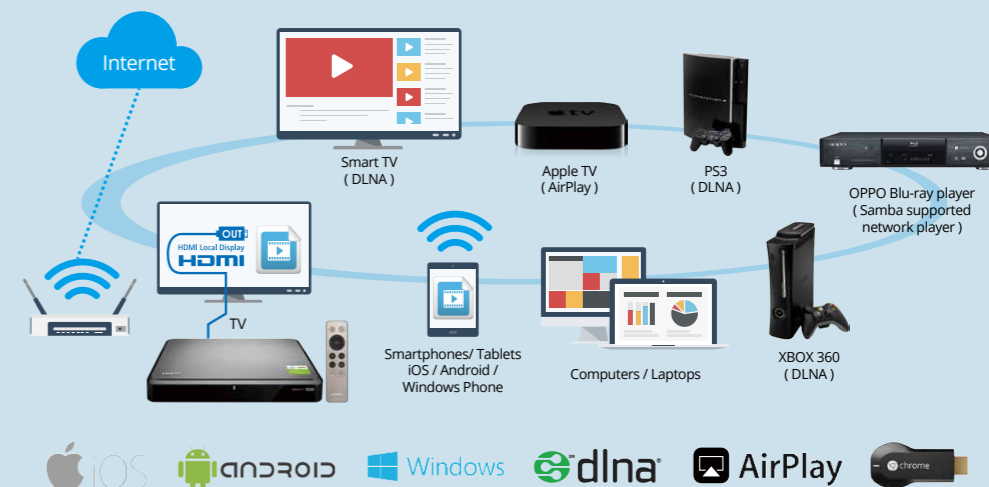 Internet
Smart TV
( DLNA )
tv
Apple TV
( AirPlay )
PS3
( DLNA )
OPPO Blu-ray player
( Samba supported
network player )
OUT
HDMI Local Display
HDMI
TV
Smartphones/ Tablets
iOS / Android /
Windows Phone
Computers / Laptops
XBOX 360
( DLNA )
iOS
ANDROID
Windows
dlna
AirPlay
chrome